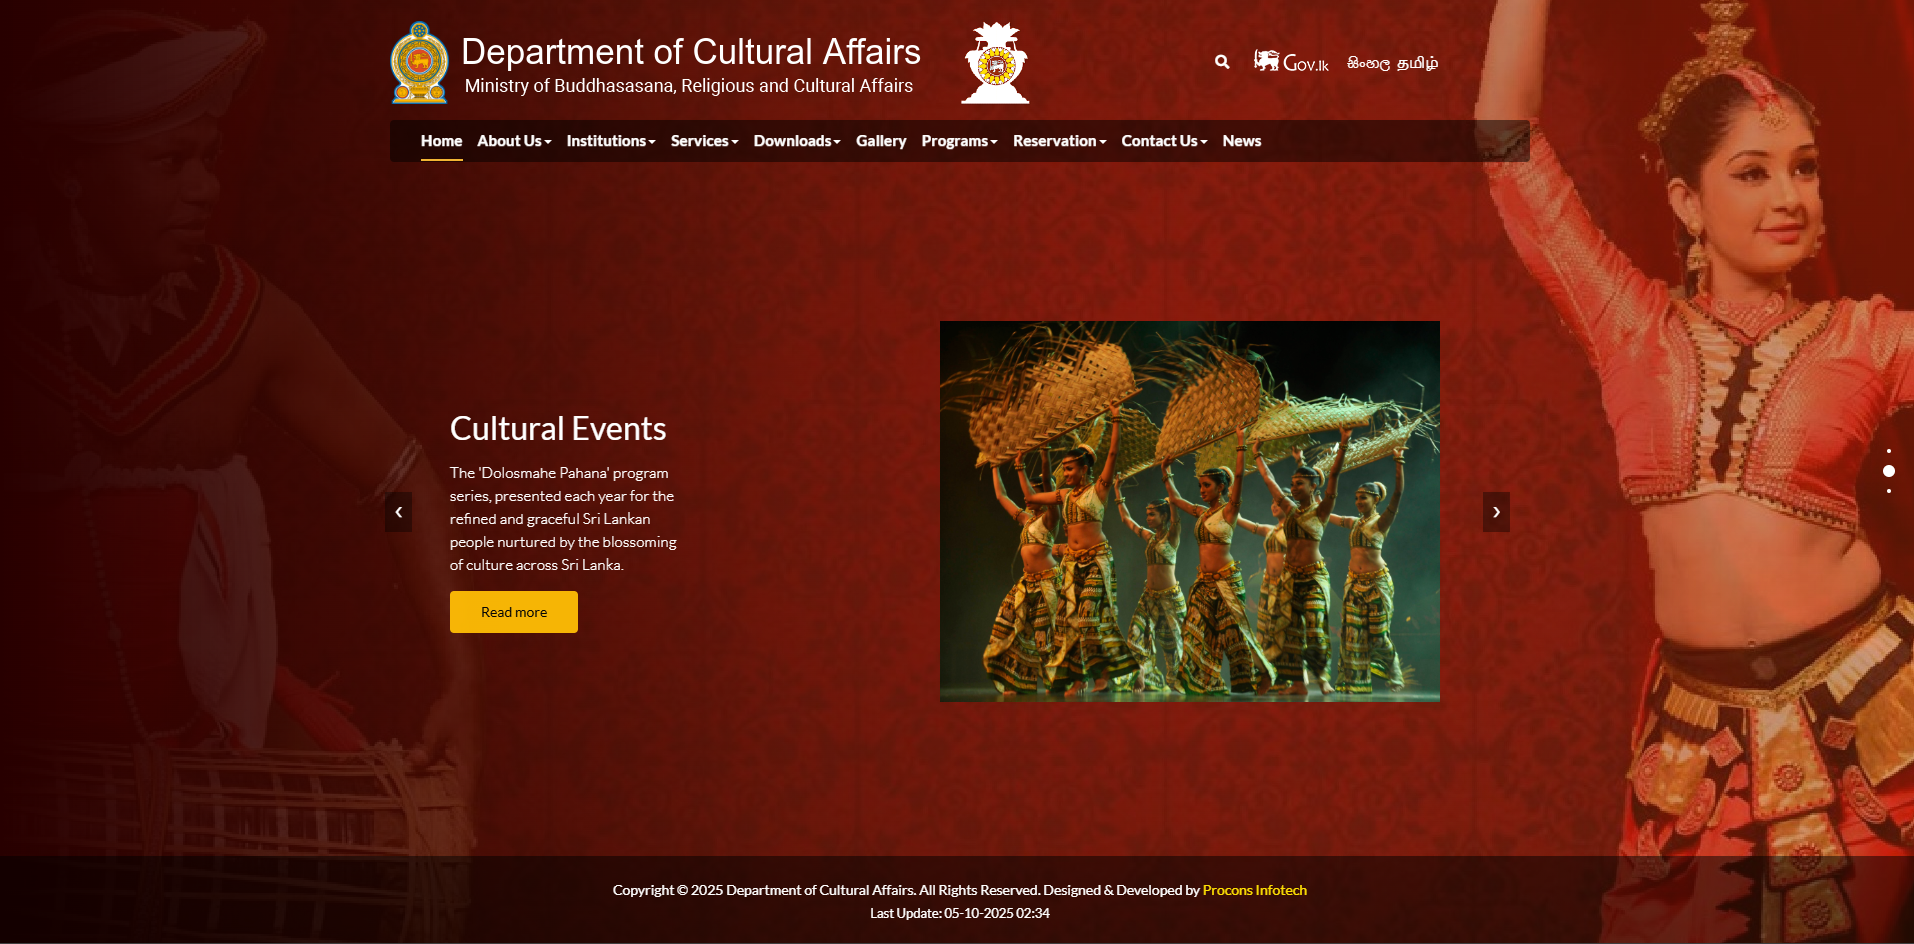 Department of Cultural Affairs
Ministry of Buddhasasana, Religious and Cultural Affairs
Gov.lk
සිංහල தமிழ்
Home About Us Institutions Services Downloads Gallery Programs Reservation Contact Us News
Cultural Events
The 'Dolosmahe Pahana' program
series, presented each year for the
refined and graceful Sri Lankan
people nurtured by the blossoming
of culture across Sri Lanka.
Read more
Copyright © 2025 Department of Cultural Affairs. All Rights Reserved. Designed & Developed by Procons Infotech
Last Update: 05-10-2025 02:34